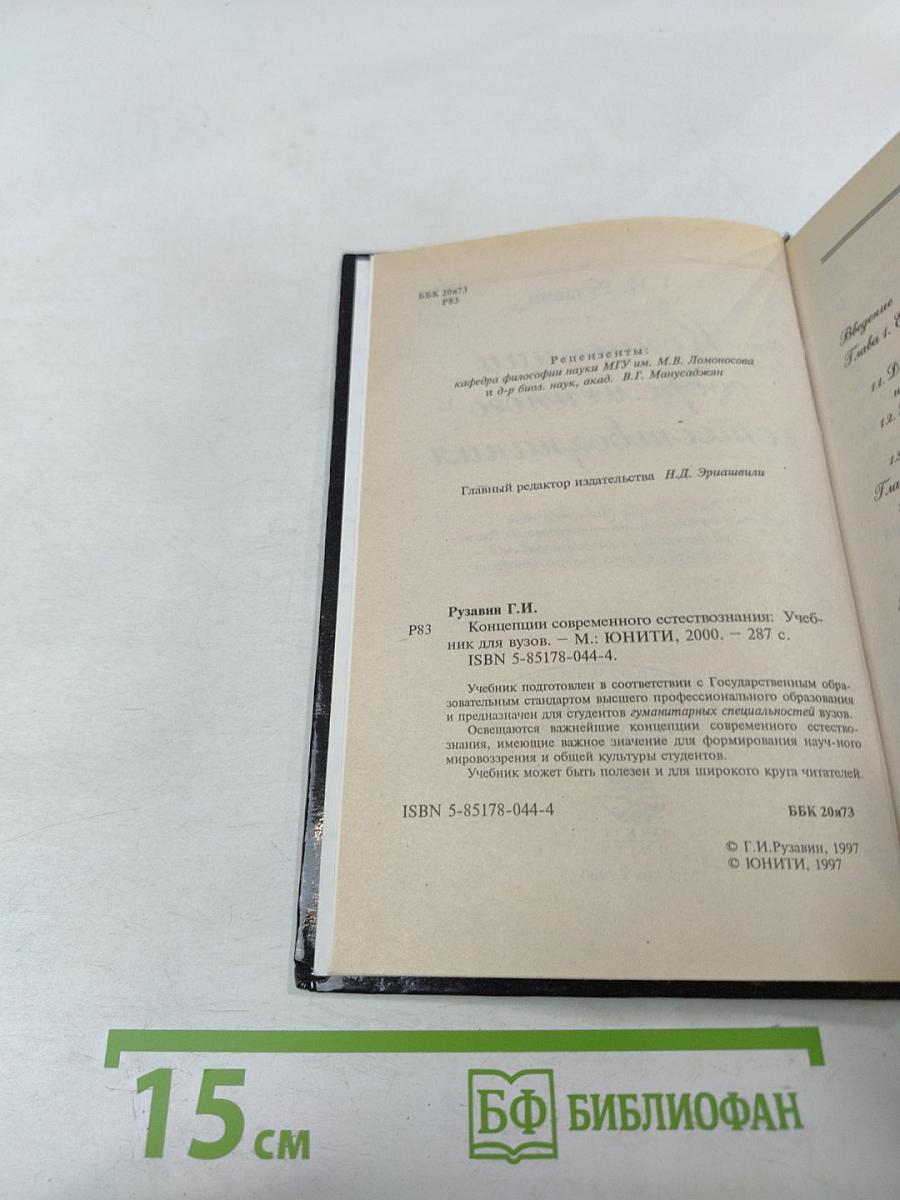 ББК 20я73
Р83
Рецензенты:
кафедра философии науки МГУ им. М.В. Ломоносова
и д-р биол. наук, акад. В.Г. Манусаджян
Главный редактор издательства Н.Д. Эриашвили
Рузавин Г.И.
Р83 Концепции современного естествознания: Учеб-
ник для вузов. – М.: ЮНИТИ, 2000. – 287 с.
ISBN 5-85178-044-4.
Учебник подготовлен в соответствии с Государственным обра-
зовательным стандартом высшего профессионального образования
и предназначен для студентов гуманитарных специальностей вузов.
Освещаются важнейшие концепции современного естество-
знания, имеющие важное значение для формирования науч-ного
мировоззрения и общей культуры студентов.
Учебник может быть полезен и для широкого круга читателей.
ISBN 5-85178-044-4 ББК 20я73
© Г.И.Рузавин, 1997
© ЮНИТИ, 1997
Введение
Глава 1.
1.1.
1.2.
15 см
БФ БИБЛИОФАН